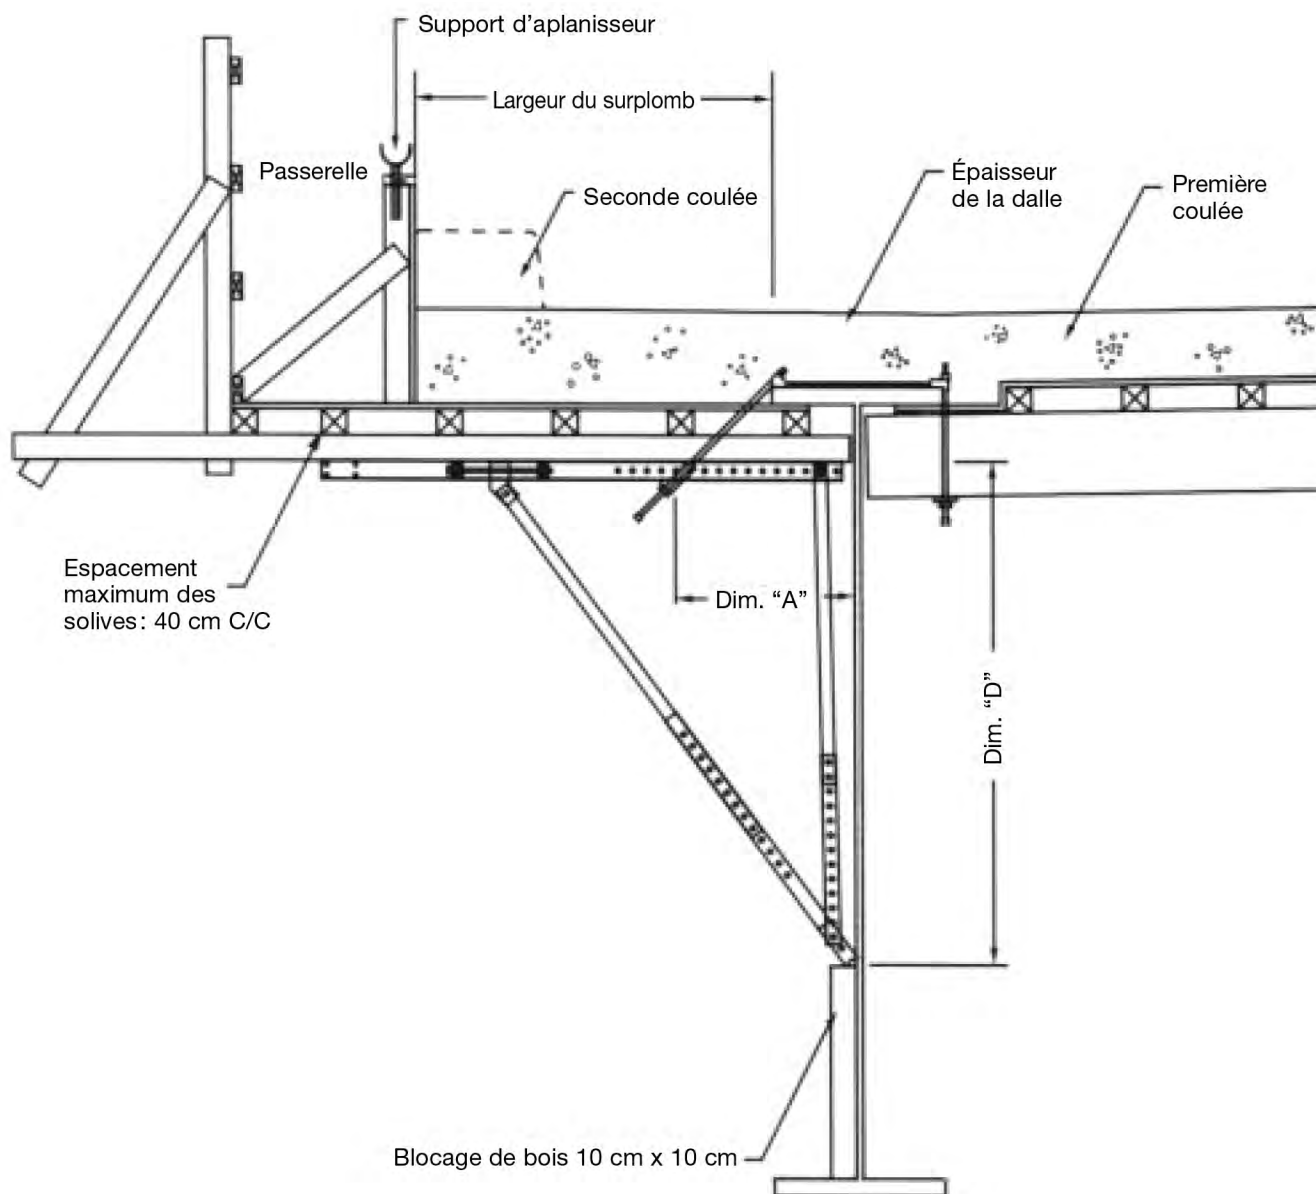 Support d’aplanisseur
Largeur du surplomb
Passerelle
Seconde coulée
Épaisseur
de la dalle
Première
coulée
Espacement
maximum des
solives : 40 cm C/C
Dim. “A”
Dim. “D”
Blocage de bois 10 cm x 10 cm